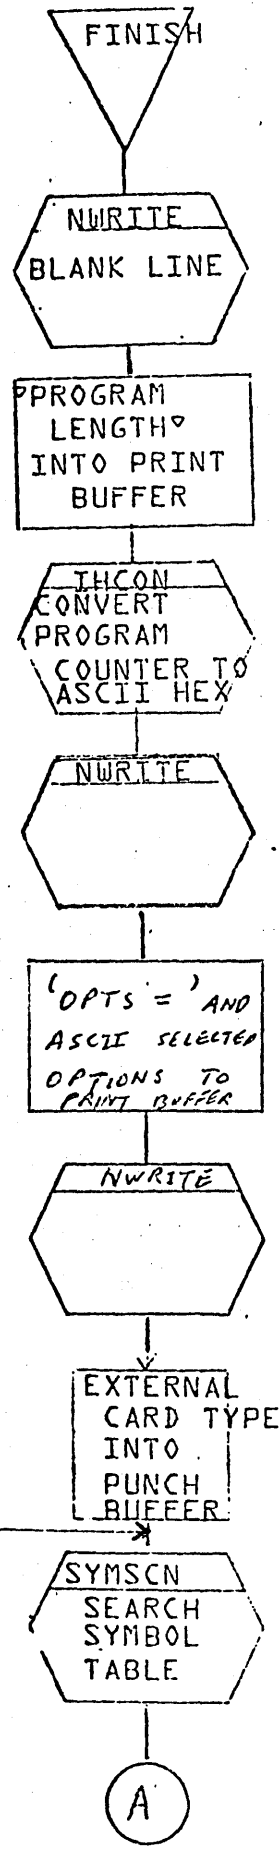 FINISH
NWRITE
BLANK LINE
'PROGRAM
LENGTH'
INTO PRINT
BUFFER
IHCON
CONVERT
PROGRAM
COUNTER TO
ASCII HEX
NWRITE
'OPTS = ' AND
ASCII SELECTED
OPTIONS TO
PRINT BUFFER
NWRITE
EXTERNAL
CARD TYPE
INTO
PUNCH
BUFFER
SYMSCN
SEARCH
SYMBOL
TABLE
A